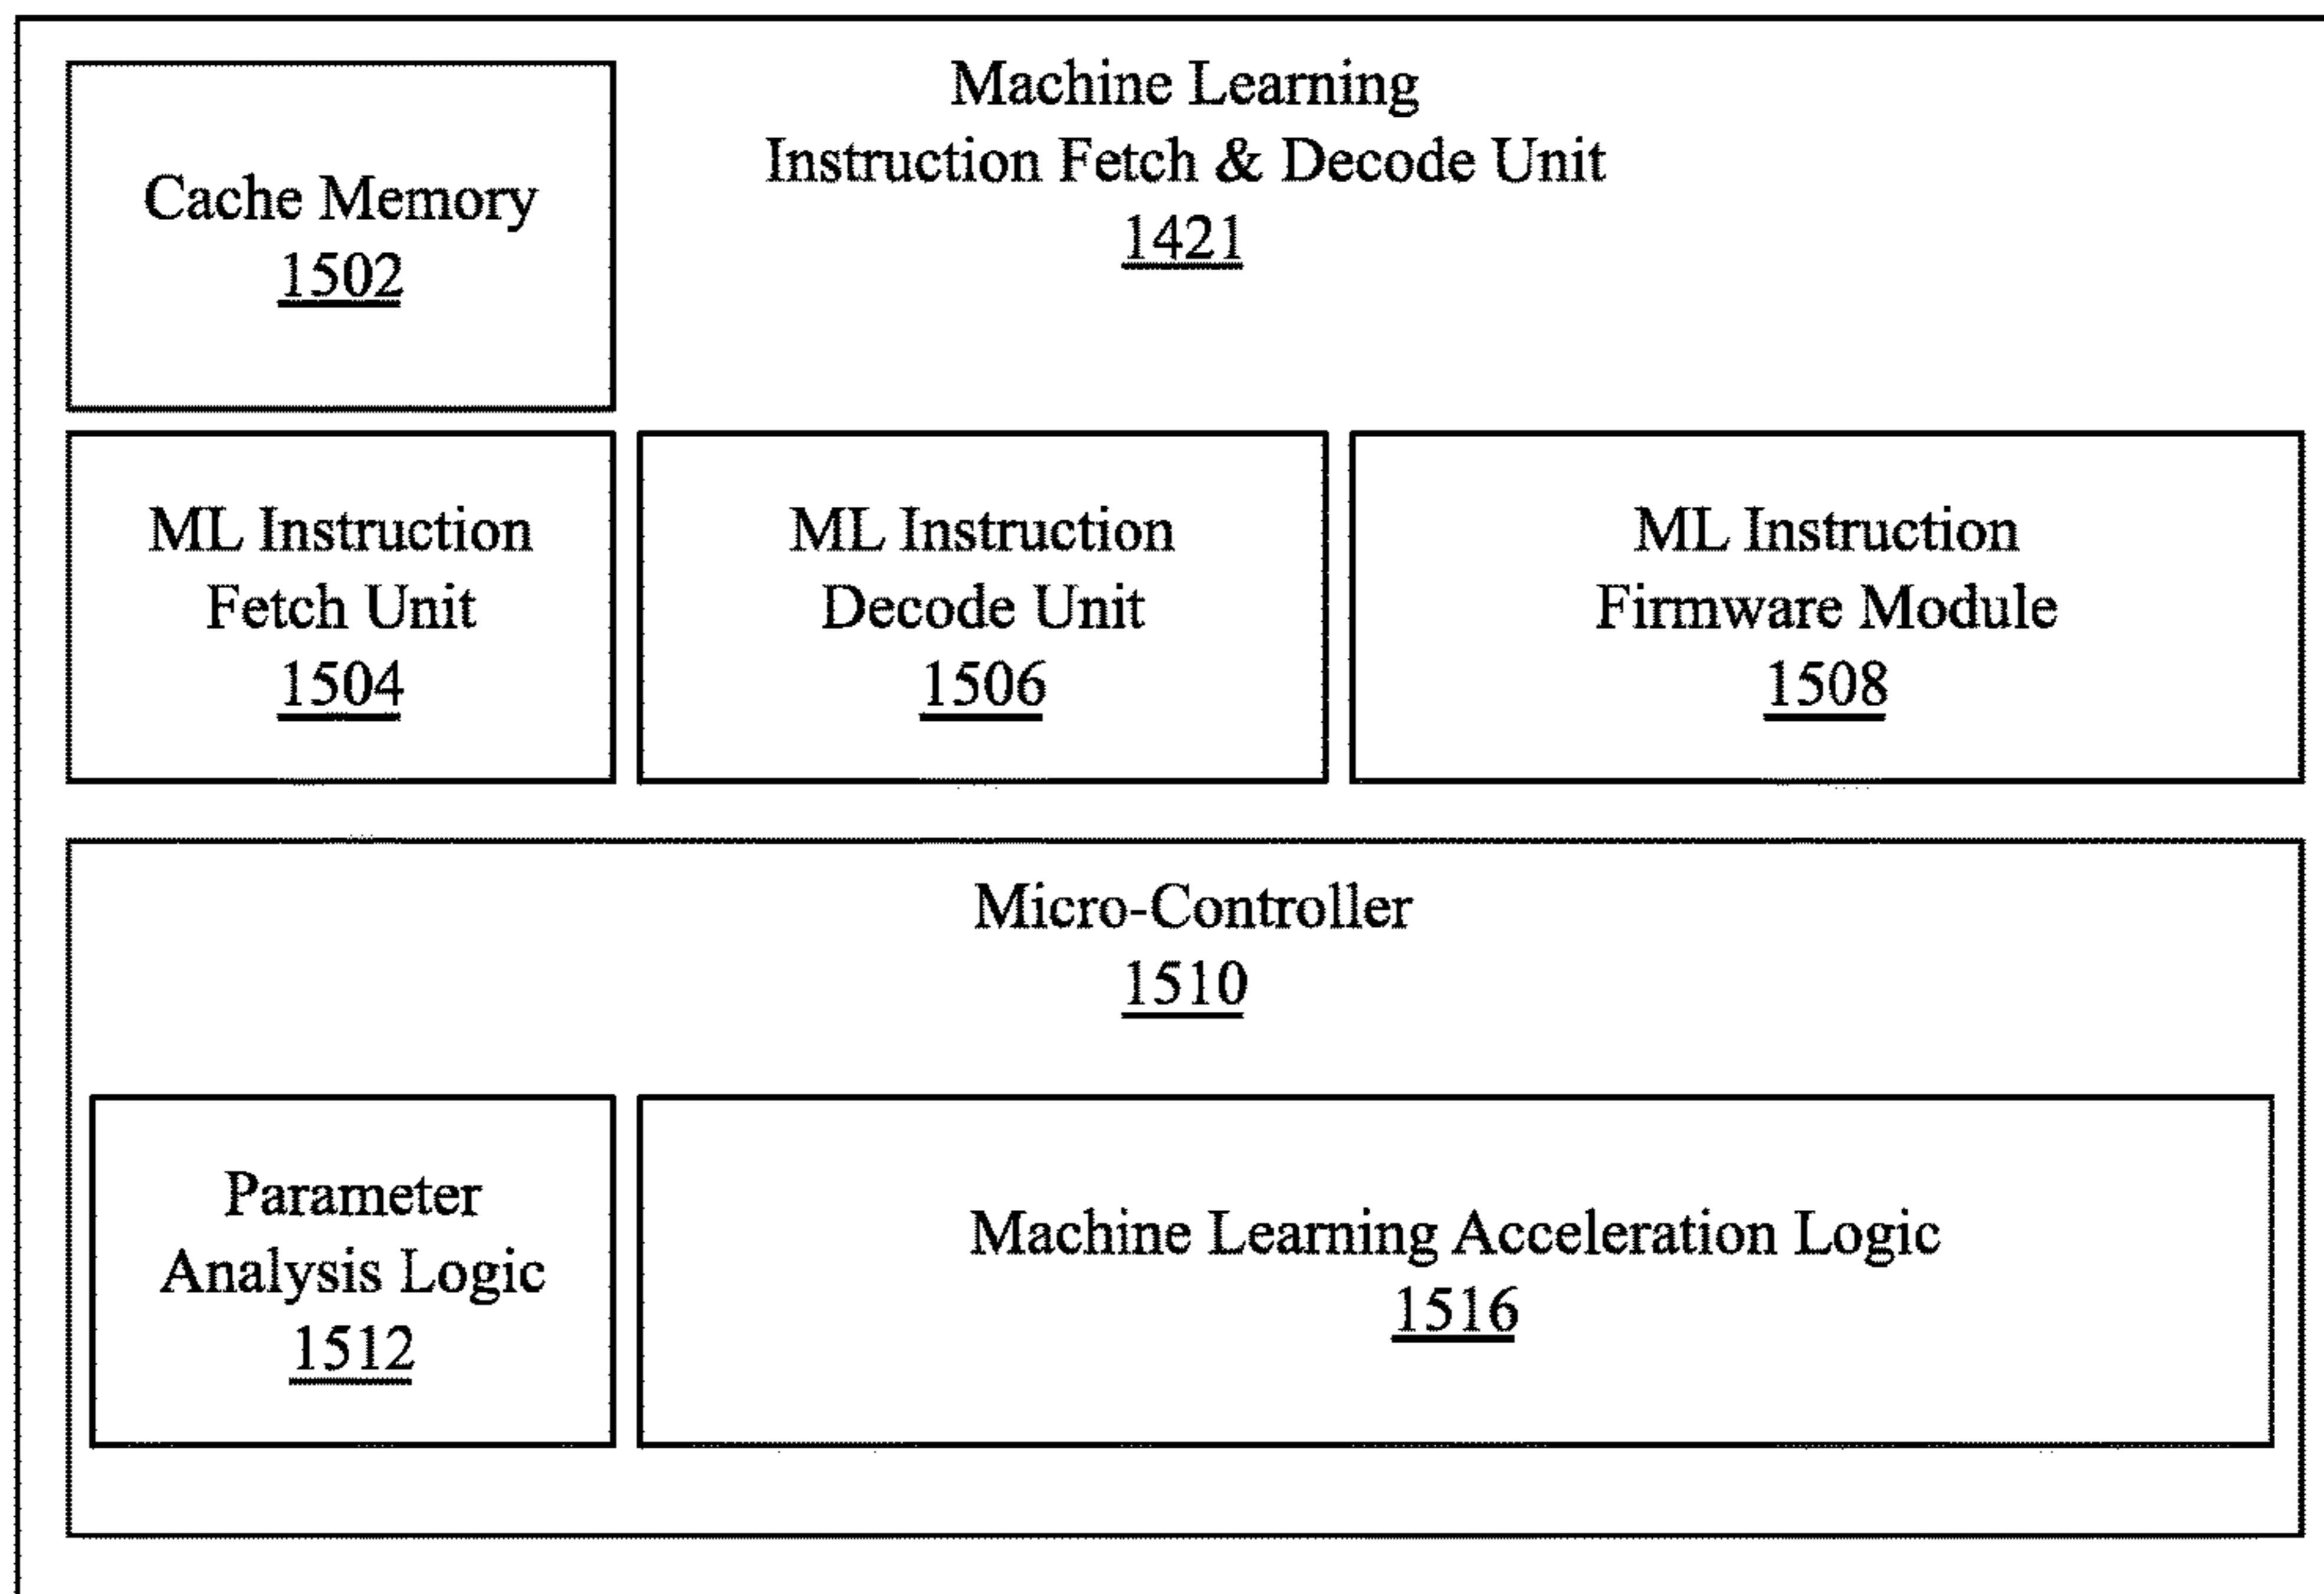 Machine Learning
Instruction Fetch & Decode Unit
1421
Cache Memory
1502
ML Instruction
Fetch Unit
1504
ML Instruction
Decode Unit
1506
ML Instruction
Firmware Module
1508
Micro-Controller
1510
Parameter
Analysis Logic
1512
Machine Learning Acceleration Logic
1516